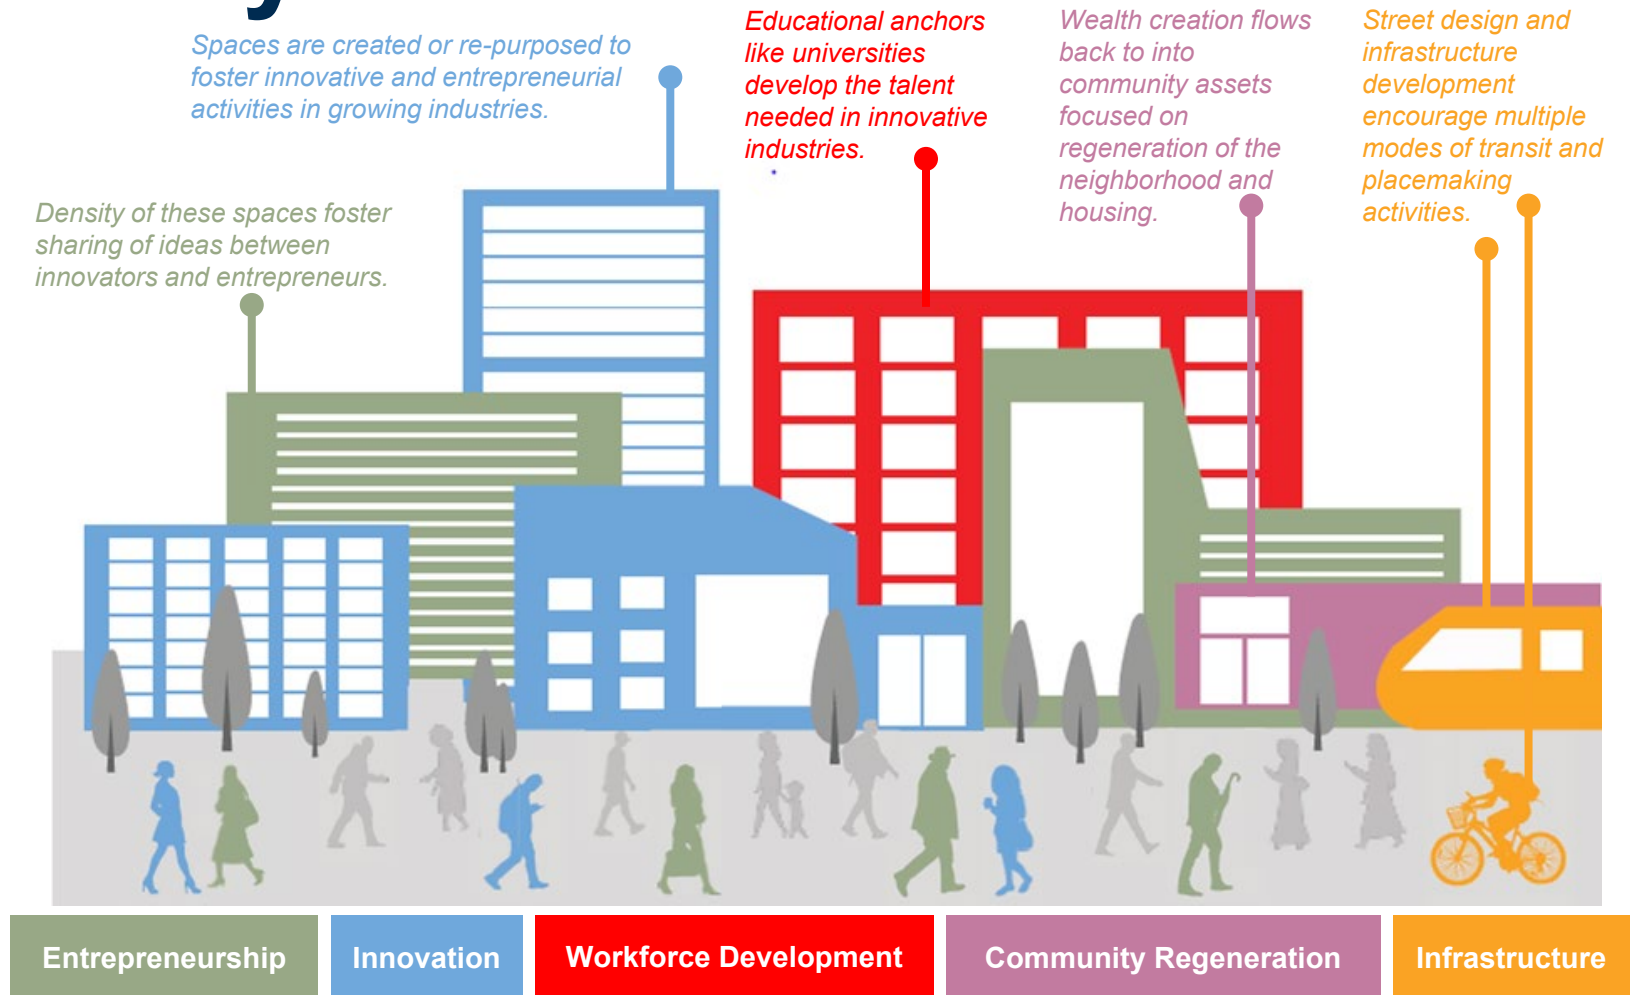 Spaces are created or re-purposed to
foster innovative and entrepreneurial
activities in growing industries.
Educational anchors
like universities
develop the talent
needed in innovative
industries.
Wealth creation flows
back to into
community assets
focused on
regeneration of the
neighborhood and
housing.
Street design and
infrastructure
development
encourage multiple
modes of transit and
placemaking
activities.
Density of these spaces foster
sharing of ideas between
innovators and entrepreneurs.
Entrepreneurship
Innovation
Workforce Development
Community Regeneration
Infrastructure